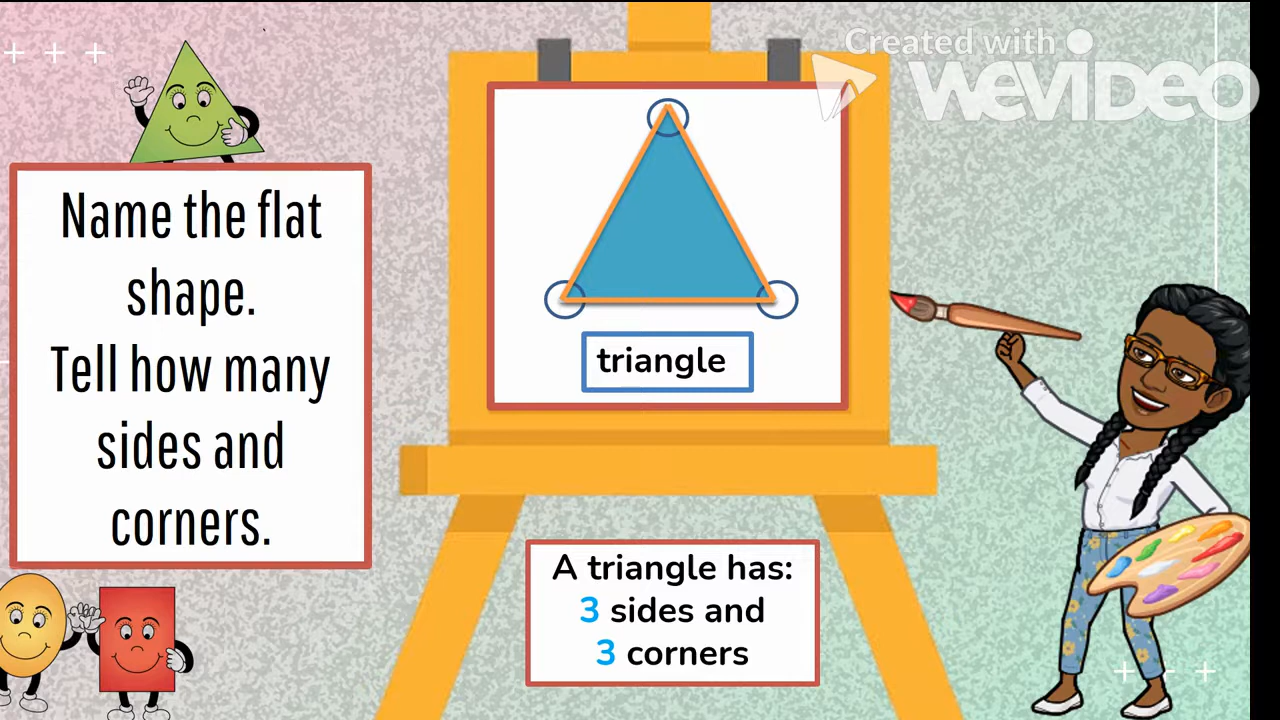 Created with
WEVIDEO
Name the flat
shape.
Tell how many
sides and
corners.
triangle
A triangle has:
3 sides and
3 corners